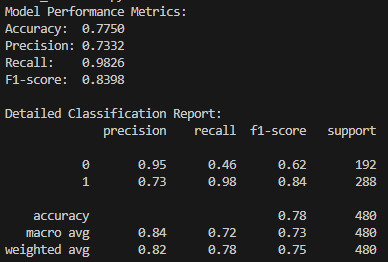 Model Performance Metrics:
Accuracy: 0.7750
Precision: 0.7332
Recall: 0.9826
F1-score: 0.8398
Detailed Classification Report:
precision recall f1-score support
0 0.95 0.46 0.62 192
1 0.73 0.98 0.84 288
accuracy 0.78 480
macro avg 0.84 0.72 0.73 480
weighted avg 0.82 0.78 0.75 480